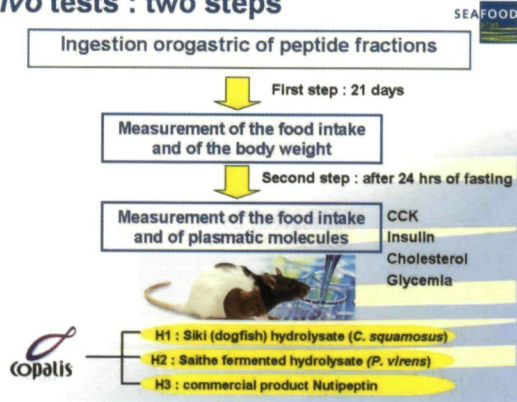 vo tests : two steps
SEAFOOD
Ingestion orogastric of peptide fractions
First step : 21 days
Measurement of the food intake
and of the body weight
Second step : after 24 hrs of fasting
Measurement of the food intake
and of plasmatic molecules
CCK
Insulin
Cholesterol
Glycemia
copalis
H1 : Siki (dogfish) hydrolysate (C. squamosus)
H2 : Saithe fermented hydrolysate (P. virens)
H3 : commercial product Nutipeptin